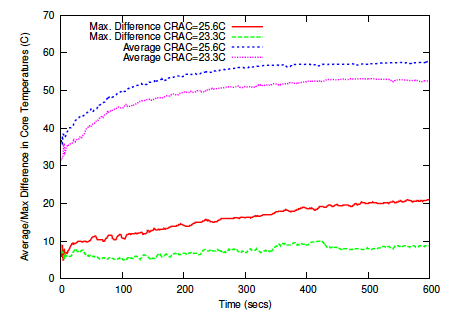 70
60
50
40
30
20
10
0
Average/Max Difference in Core Temperatures (C)
Max. Difference CRAC=25.6C
Max. Difference CRAC=23.3C
Average CRAC=25.6C
Average CRAC=23.3C
0 100 200 300 400 500 600
Time (secs)